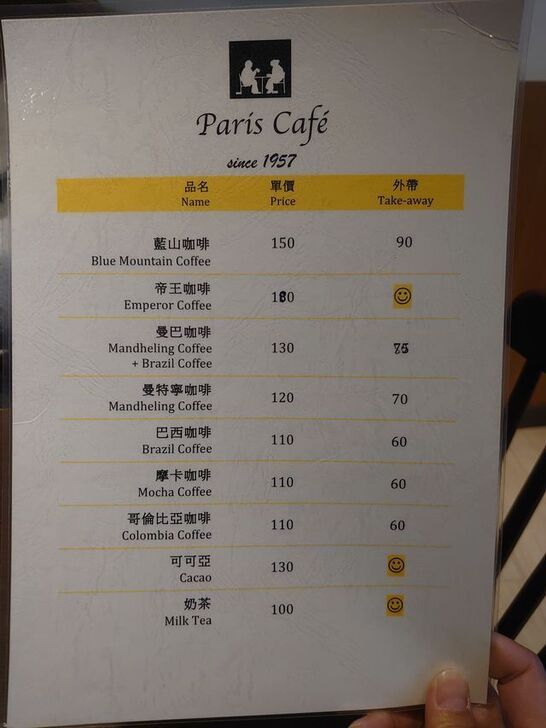 Paris Café
since 1957
品名 單價 外帶
Name Price Take-away
藍山咖啡 150 90
Blue Mountain Coffee
帝王咖啡
Emperor Coffee
曼巴咖啡
Mandheling Coffee 130
+ Brazil Coffee
曼特寧咖啡
Mandheling Coffee 120 70
巴西咖啡
Brazil Coffee 110 60
摩卡咖啡
Mocha Coffee 110 60
哥倫比亞咖啡
Colombia Coffee 110 60
可可亞
Cacao 130
奶茶
Milk Tea 100